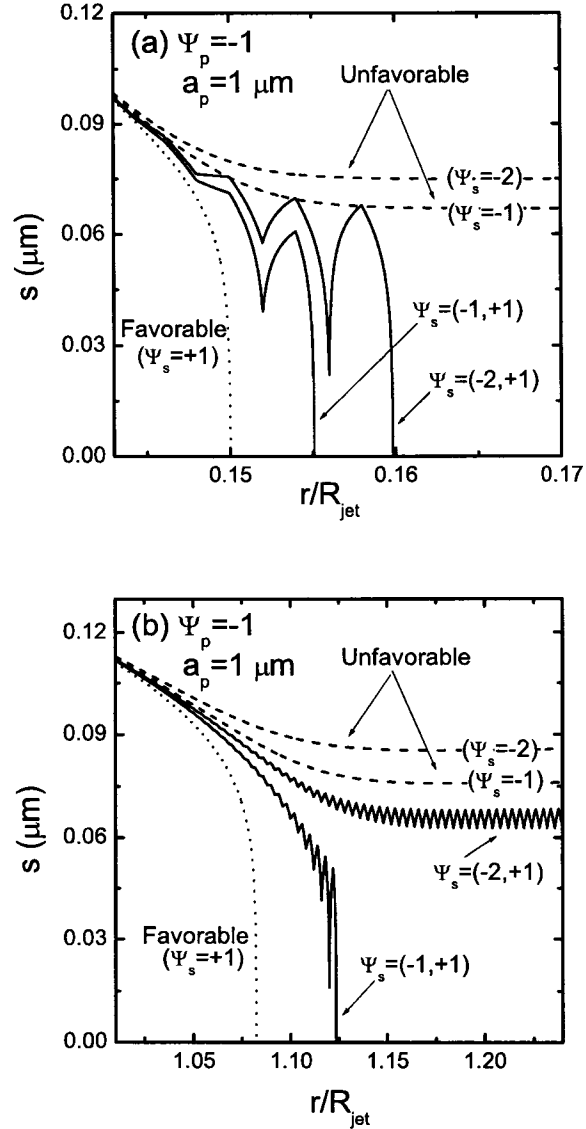 0.12
(a) Ψp=-1
ap=1 μm
Unfavorable
0.09
(Ψs=-2)
(Ψs=-1)
s (μm)
0.06
Favorable
(Ψs=+1)
Ψs=(-1,+1)
0.03
Ψs=(-2,+1)
0.00
0.15 0.16 0.17
r/Rjet
0.12
(b) Ψp=-1
ap=1 μm
Unfavorable
0.09
(Ψs=-2)
(Ψs=-1)
s (μm)
0.06
Ψs=(-2,+1)
0.03
Favorable
(Ψs=+1)
Ψs=(-1,+1)
0.00
1.05 1.10 1.15 1.20
r/Rjet